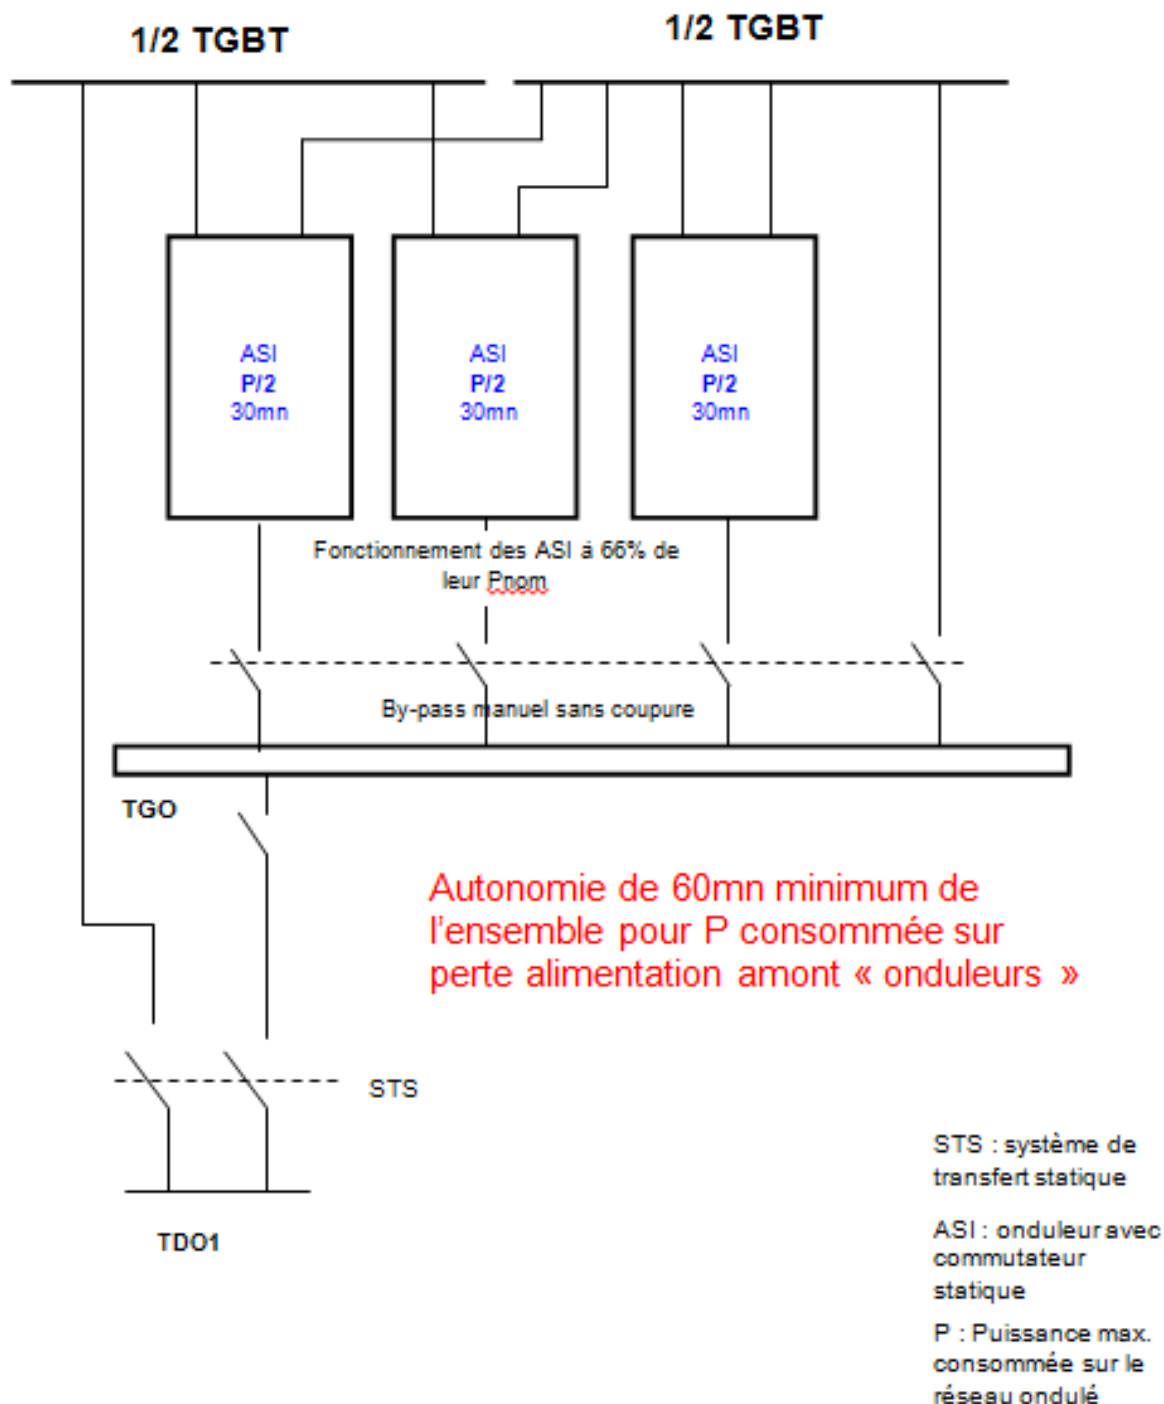 1/2 TGBT
1/2 TGBT
ASI
P/2
30mn
ASI
P/2
30mn
ASI
P/2
30mn
Fonctionnement des ASI á 66% de
leur Pnom
By-pass manuel sans coupure
TGO
Autonomie de 60mn minimum de
l'ensemble pour P consommée sur
perte alimentation amont « onduleurs »
STS
TDO1
STS : système de
transfert statique
ASI : onduleur avec
commutateur
statique
P : Puissance max.
consommée sur le
réseau ondulé